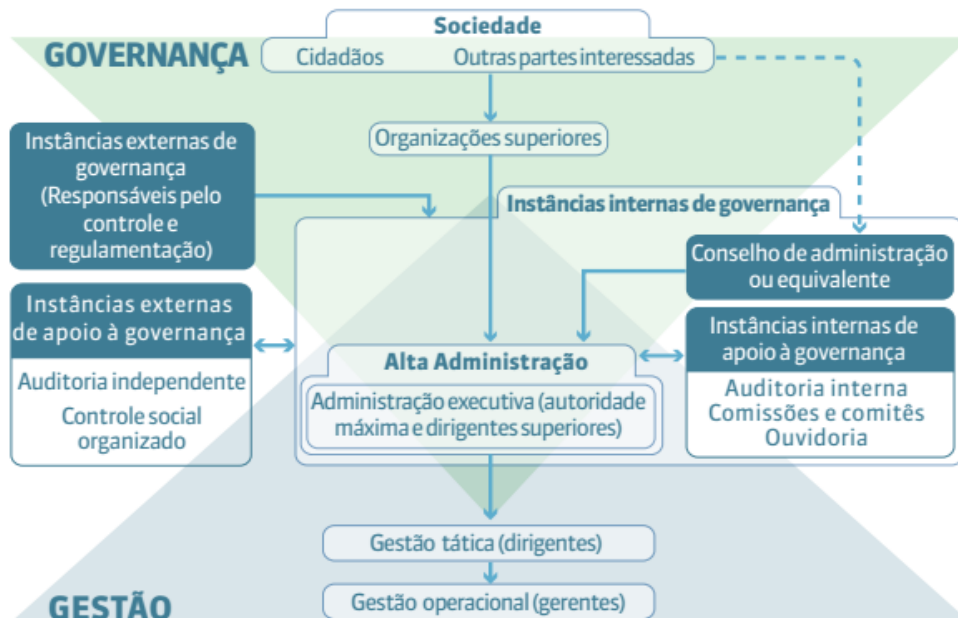 Sociedade
GOVERNANÇA
Cidadãos
Outras partes interessadas
Organizações superiores
Instâncias externas de
governança
(Responsáveis pelo
controle e
regulamentação)
Instâncias internas de governança
Conselho de administração
ou equivalente
Instâncias externas
de apoio à governança
Auditoria independente
Controle social
organizado
Alta Administração
Administração executiva (autoridade
máxima e dirigentes superiores)
Instâncias internas de
apoio à governança
Auditoria interna
Comissões e comitês
Ouvidoria
Gestão tática (dirigentes)
Gestão operacional (gerentes)
GESTÃO